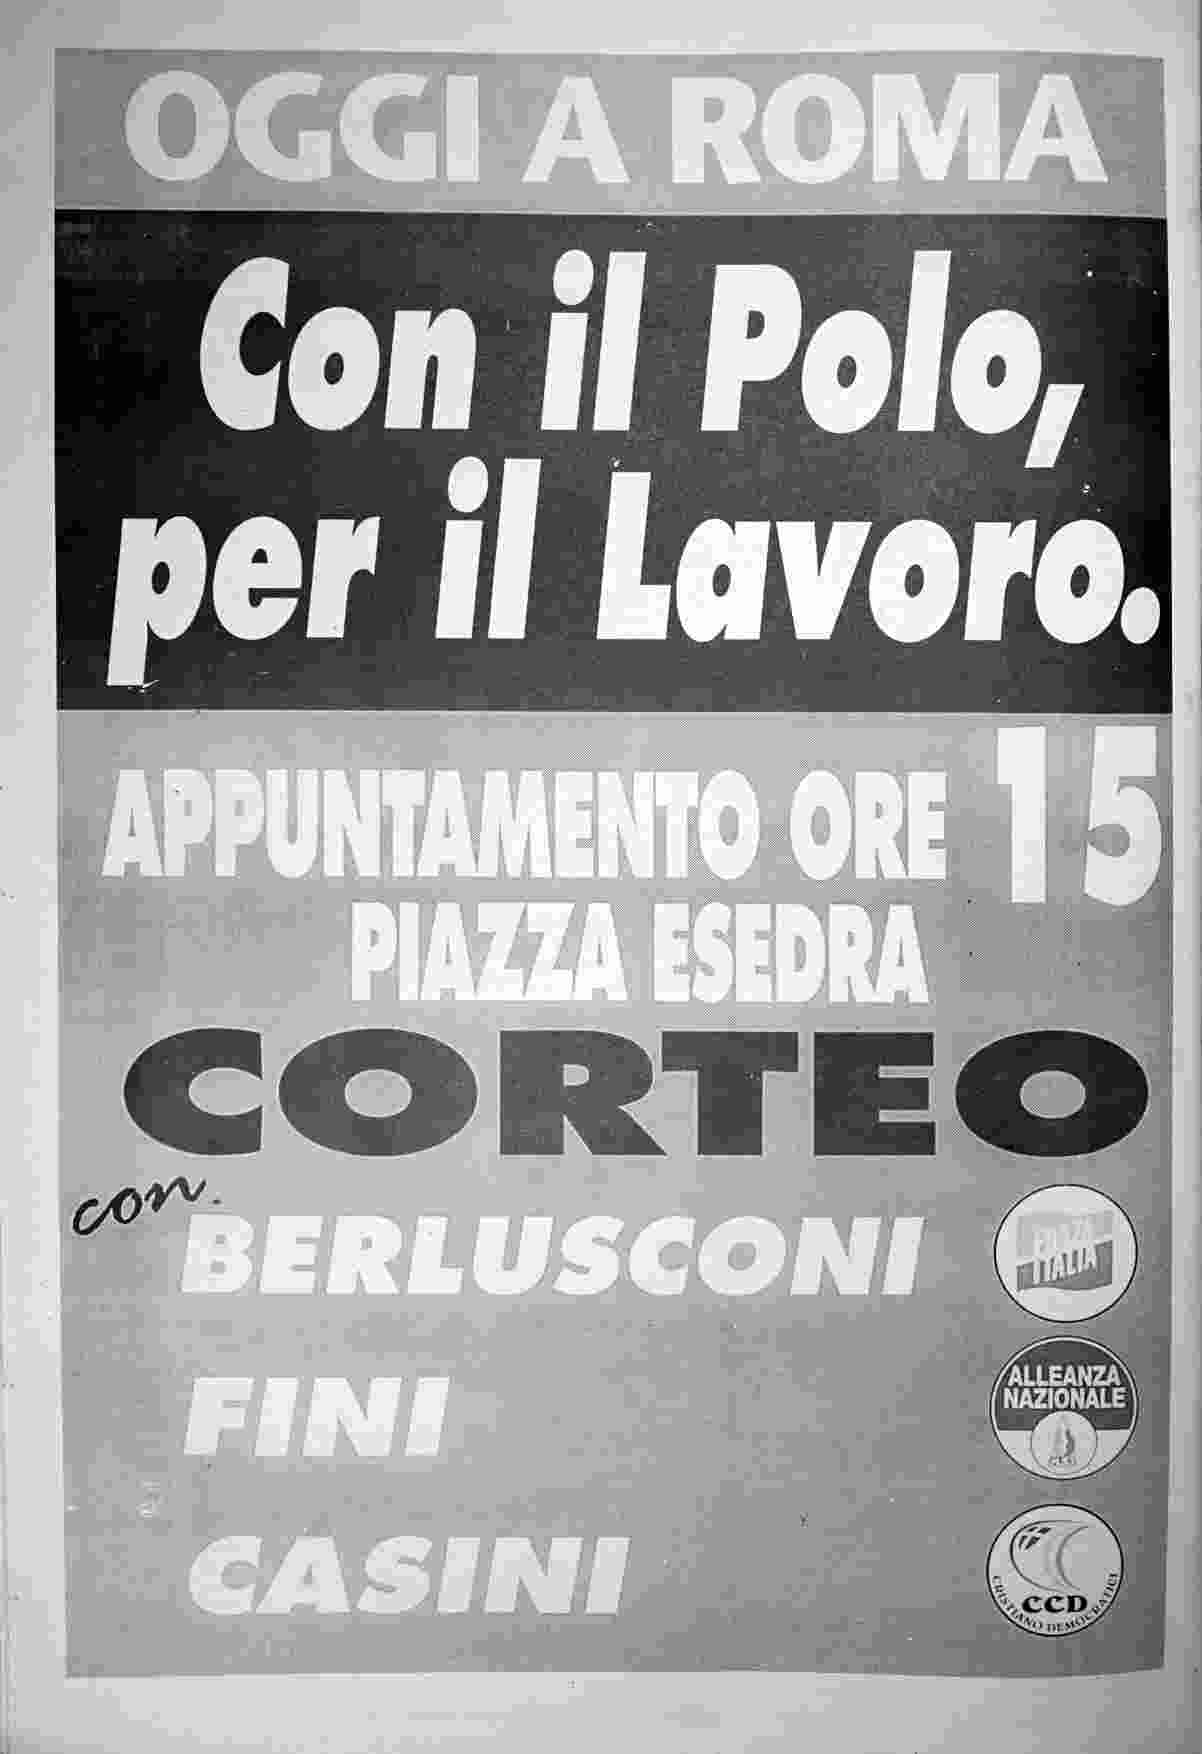 OGGI A ROMA
Con il Polo,
per il Lavoro.
APPUNTAMENTO ORE 15
PIAZZA ESEDRA
CORTEO
con
BERLUSCONI
FORZA
ITALIA
FINI
ALLEANZA
NAZIONALE
CASINI
CCD
CRISTIANO DEMOCRATICI